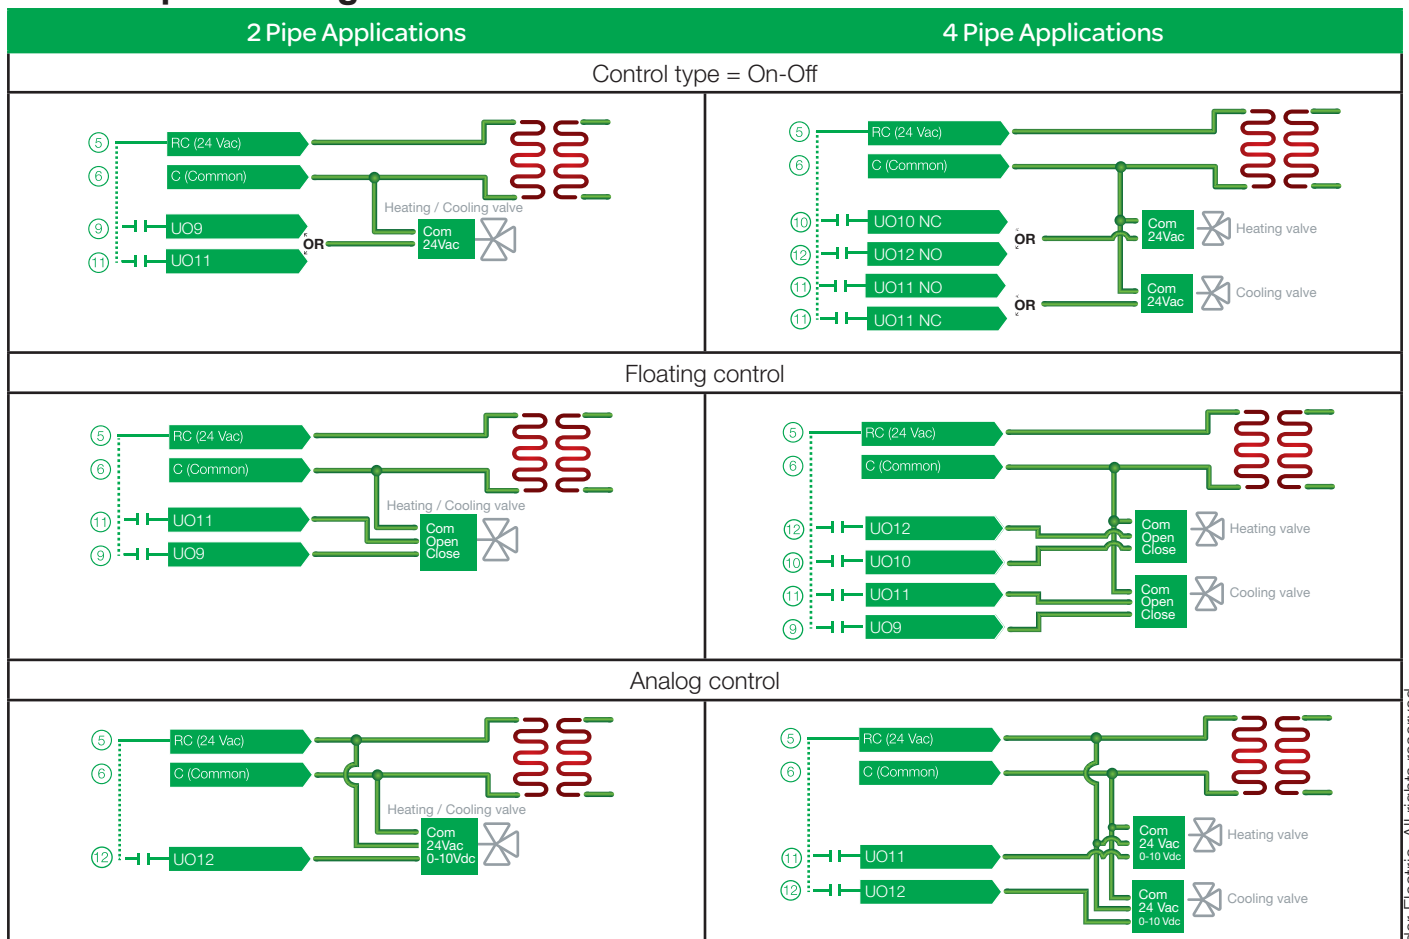 2 Pipe Applications
4 Pipe Applications
Control type = On-Off
5 RC (24 Vac)
6 C (Common)
Heating / Cooling valve
9 UO9
Com
24Vac
OR
11 UO11
5 RC (24 Vac)
6 C (Common)
10 UO10 NC
Com
24Vac
Heating valve
OR
12 UO12 NO
11 UO11 NO
Com
24Vac
Cooling valve
OR
11 UO11 NC
Floating control
5 RC (24 Vac)
6 C (Common)
Heating / Cooling valve
11 UO11
Com
Open
Close
9 UO9
5 RC (24 Vac)
6 C (Common)
12 UO12
Com
Open
Close
Heating valve
10 UO10
11 UO11
Com
Open
Close
Cooling valve
9 UO9
Analog control
5 RC (24 Vac)
6 C (Common)
Heating / Cooling valve
Com
24Vac
0-10Vdc
12 UO12
5 RC (24 Vac)
6 C (Common)
Com
24 Vac
0-10 Vdc
Heating valve
11 UO11
12 UO12
Com
24 Vac
0-10 Vdc
Cooling valve
Electric. All rights reserved